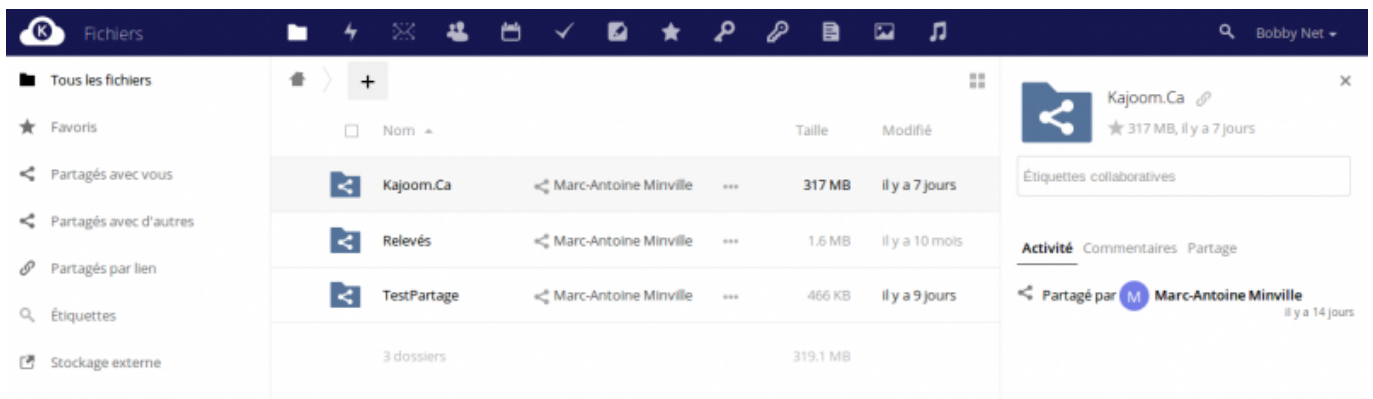 K Fichiers Bobby Net
Tous les fichiers
Favoris
Partagés avec vous
Partagés avec d'autres
Partagés par lien
Étiquettes
Stockage externe
+
Nom Taille Modifié
Kajoom.Ca Marc-Antoine Minville ••• 317 MB il y a 7 jours
Relevés Marc-Antoine Minville ••• 1.6 MB il y a 10 mois
TestPartage Marc-Antoine Minville ••• 466 KB il y a 9 jours
3 dossiers 319.1 MB
Kajoom.Ca
317 MB, il y a 7 jours
Étiquettes collaboratives
Activité Commentaires Partage
Partagé par M Marc-Antoine Minville
il y a 14 jours